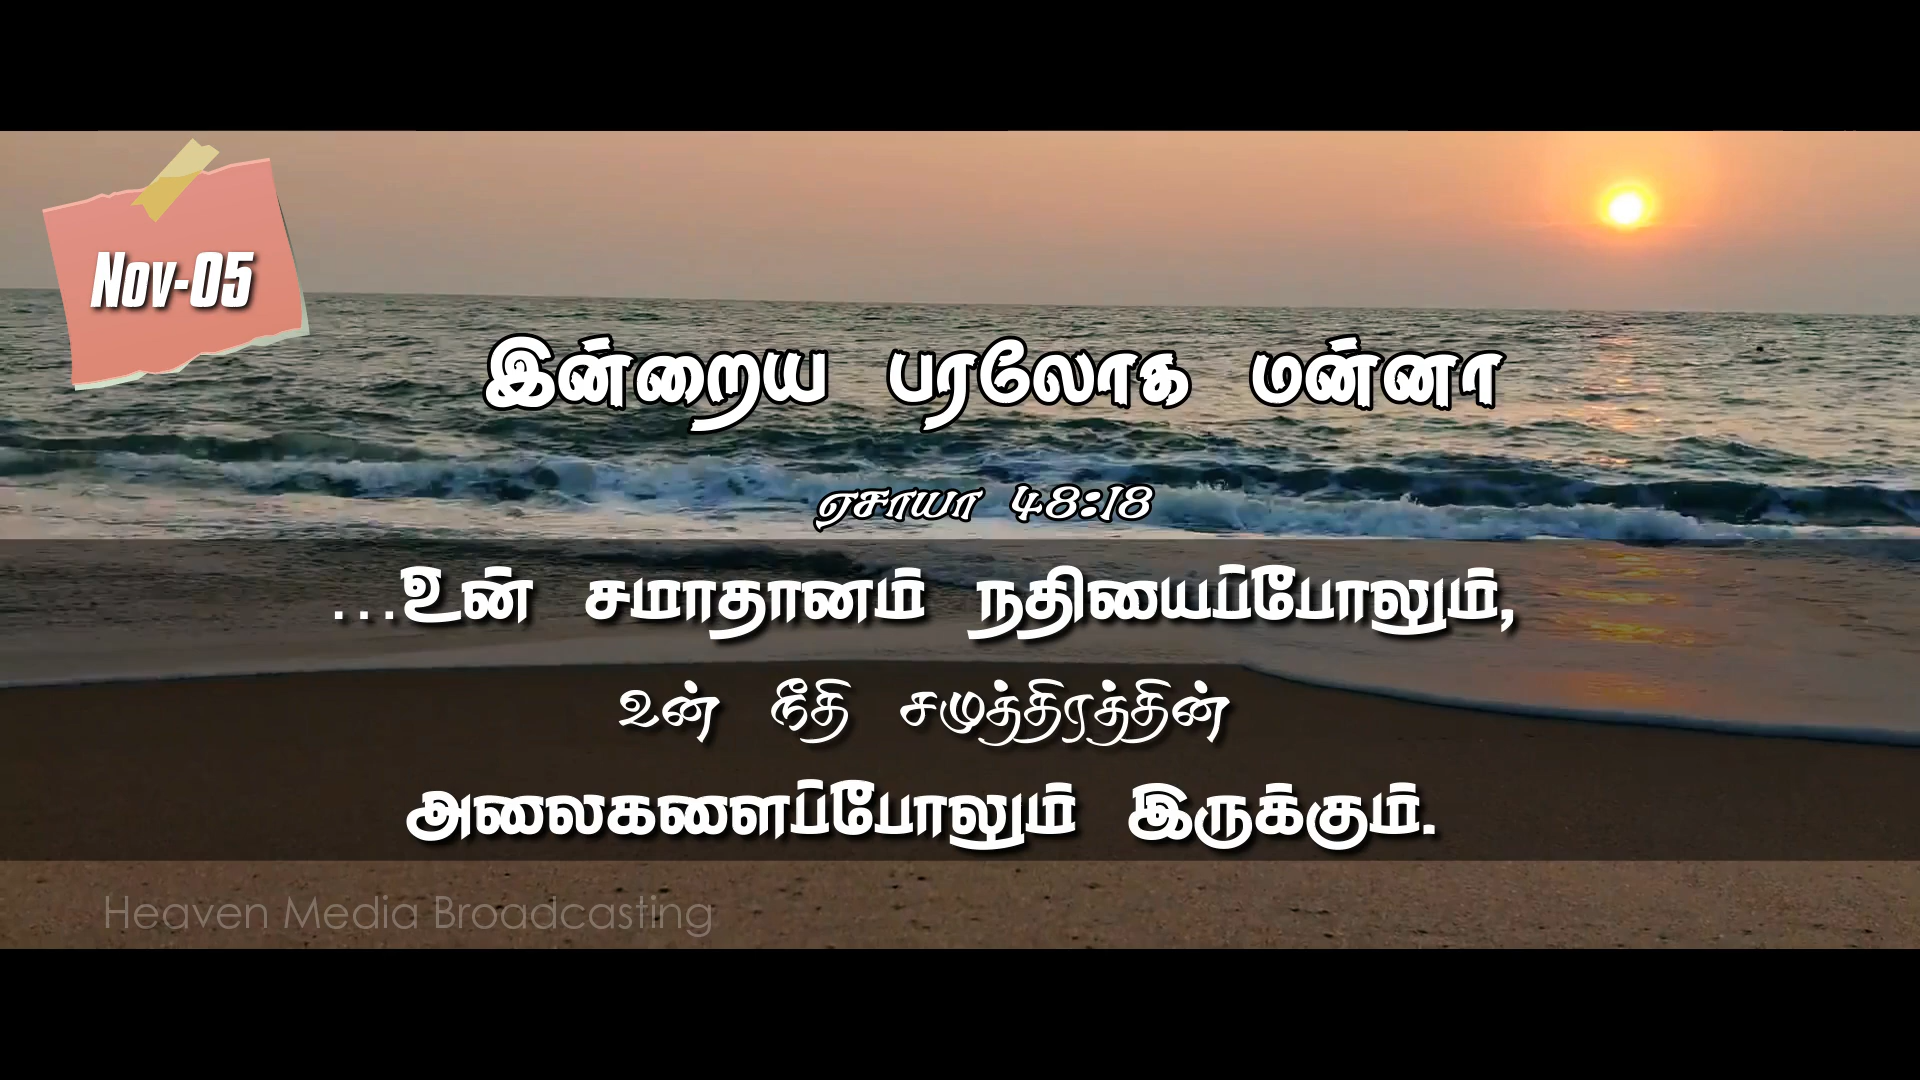 Nov-05
இன்றைய பரலோக மன்னா
ஏசாயா 48:18
...உன் சமாதானம் நதியைப்போலும்,
உன் நீதி சமுத்திரத்தின்
அலைகளைப்போலும் இருக்கும்.
Heaven Media Broadcasting